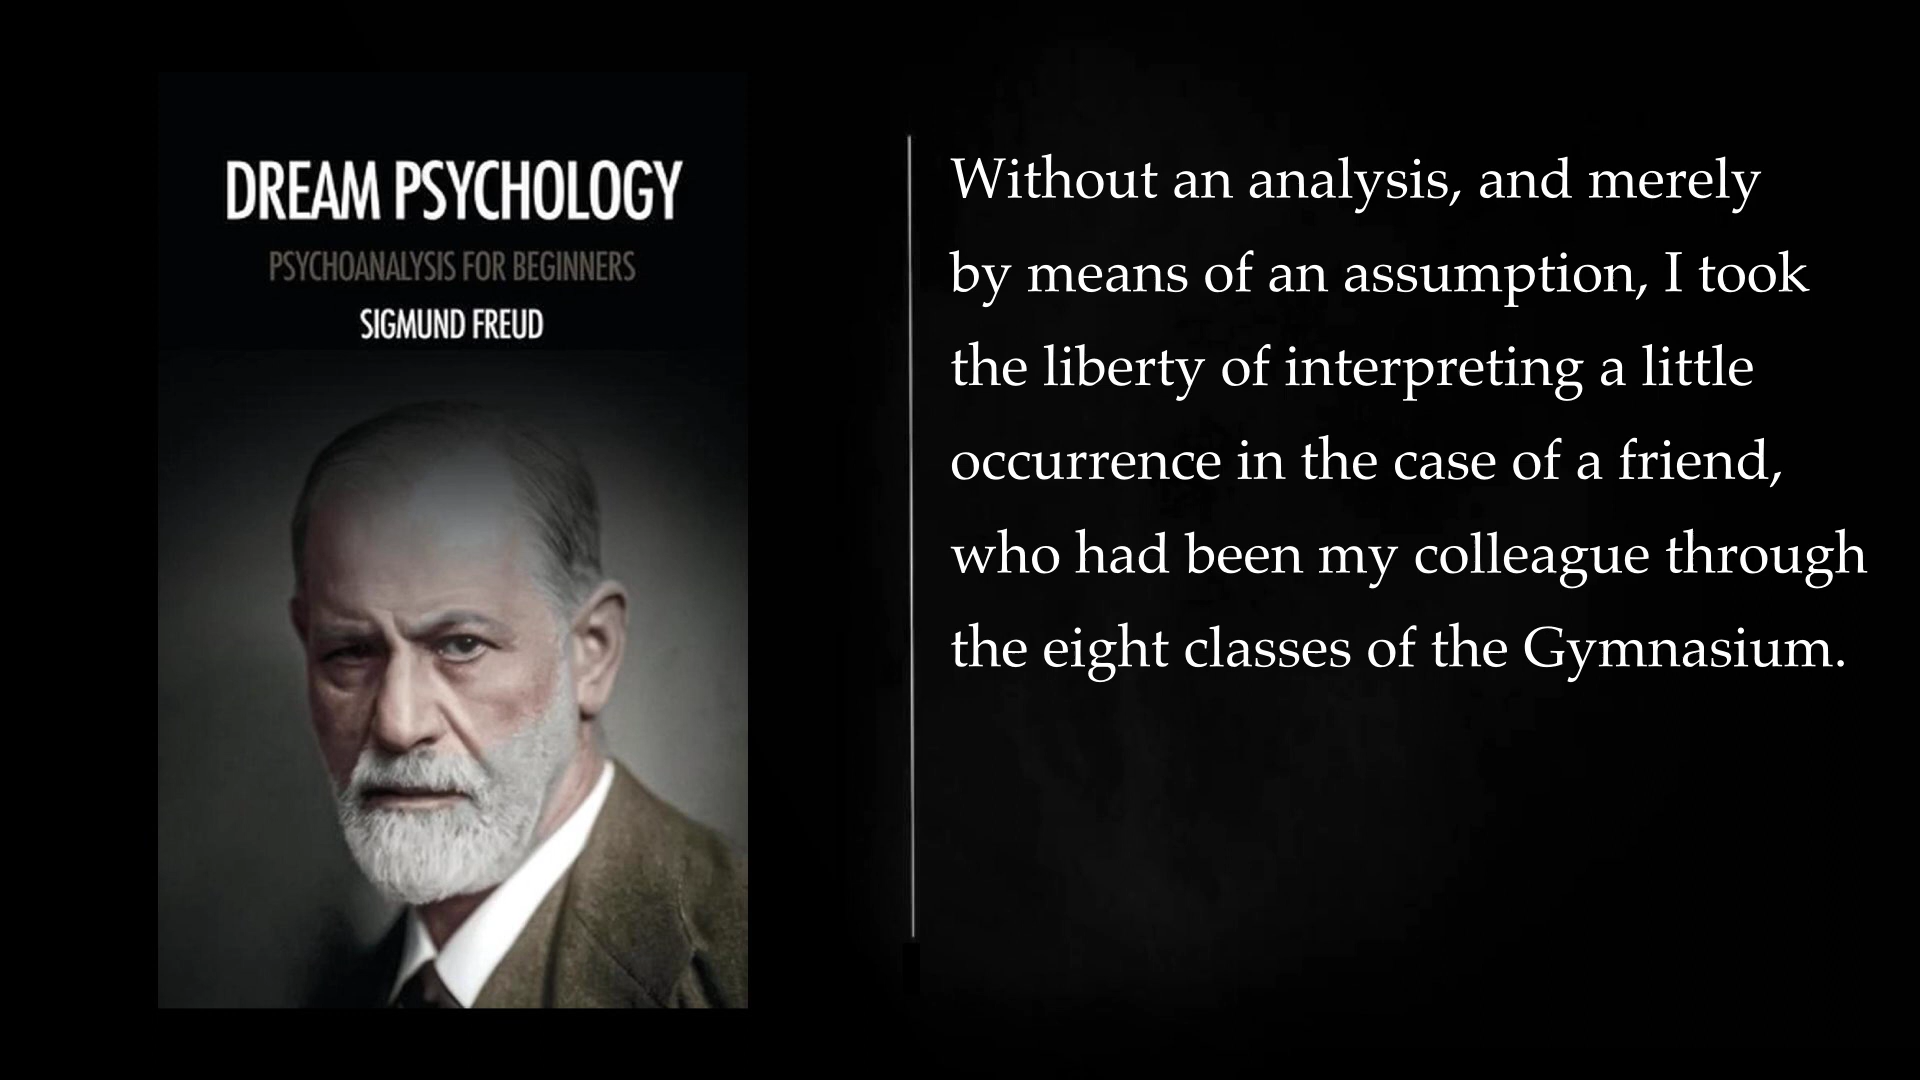 DREAM PSYCHOLOGY
PSYCHOANALYSIS FOR BEGINNERS
SIGMUND FREUD
Without an analysis, and merely
by means of an assumption, I took
the liberty of interpreting a little
occurrence in the case of a friend,
who had been my colleague through
the eight classes of the Gymnasium.